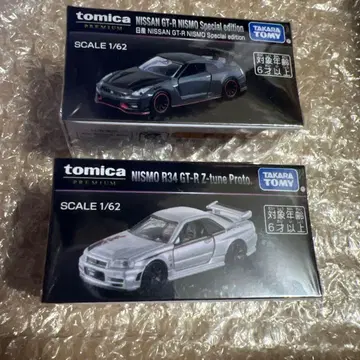 tomica
PREMIUM
NISSAN GT-R NISMO Special edition
日産 NISSAN GT-R NISMO Special edition
TAKARA
TOMY
SCALE 1/62
対象年齢
6才以上
tomica
PREMIUM
NISMO R34 GT-R Z-tune Proto.
TAKARA
TOMY
SCALE 1/62
対象年齢
6才以上